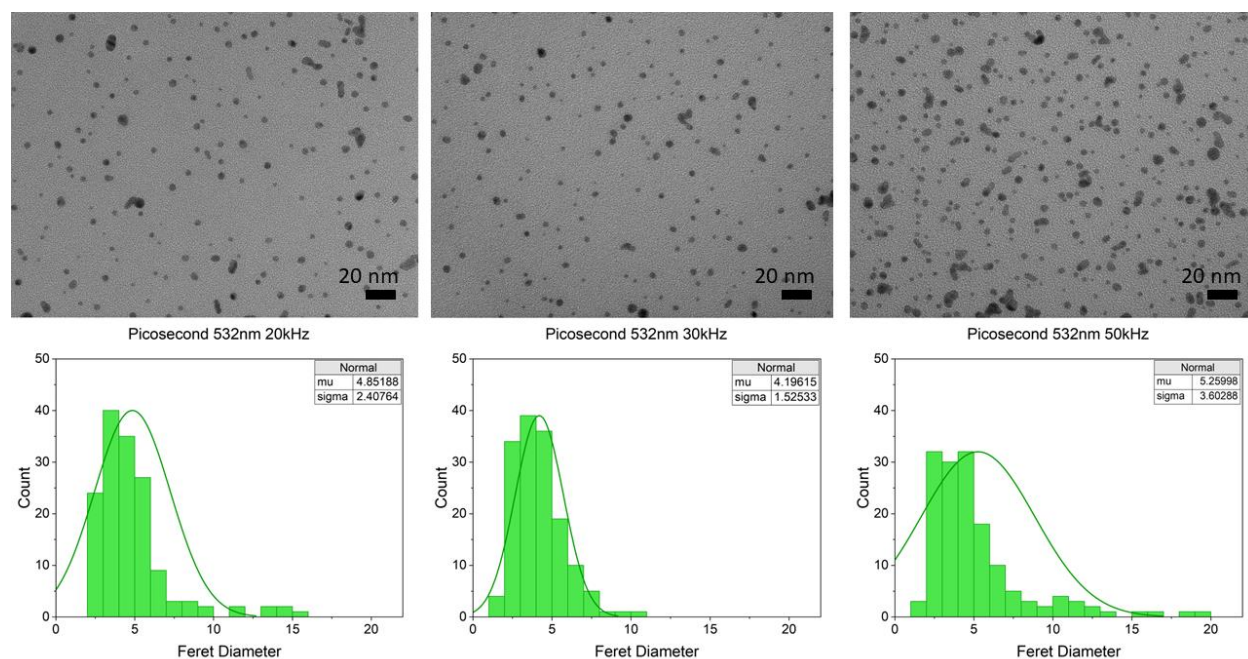 20 nm
20 nm
20 nm
Picosecond 532nm 20kHz
Picosecond 532nm 30kHz
Picosecond 532nm 50kHz
50
40
30
20
10
0
Count
0 5 10 15 20
Feret Diameter
Normal
mu 4.85188
sigma 2.40764
50
40
30
20
10
0
Count
0 5 10 15 20
Feret Diameter
Normal
mu 4.19615
sigma 1.52533
50
40
30
20
10
0
Count
0 5 10 15 20
Feret Diameter
Normal
mu 5.25998
sigma 3.60288